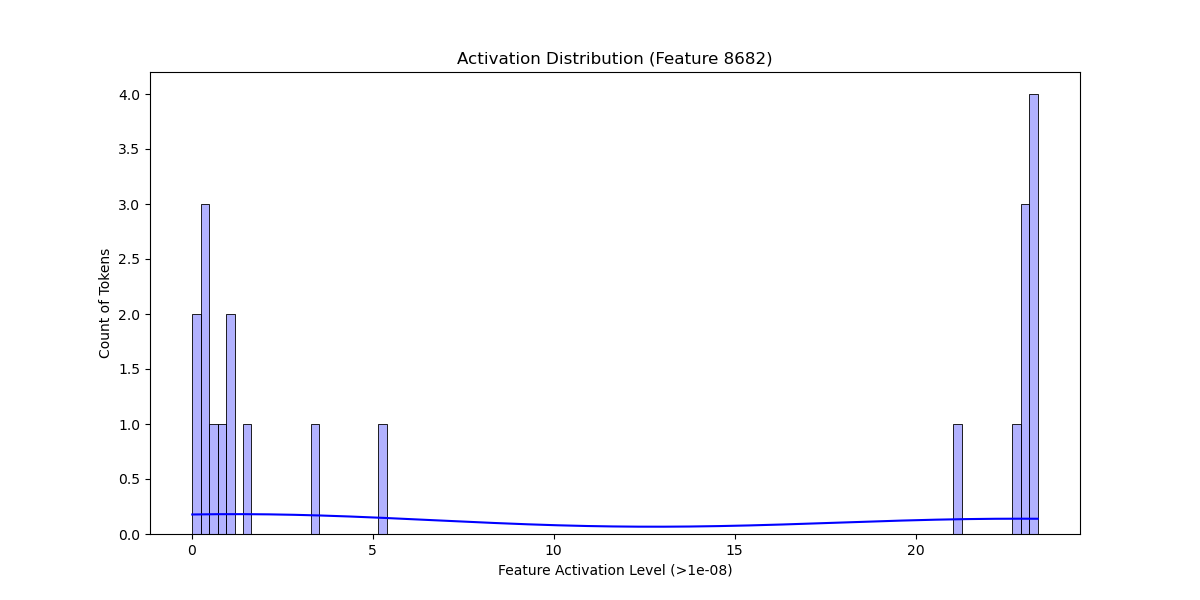 Activation Distribution (Feature 8682)
4.0
3.5
3.0
2.5
2.0
1.5
1.0
0.5
0.0
Count of Tokens
0 5 10 15 20
Feature Activation Level (>1e-08)